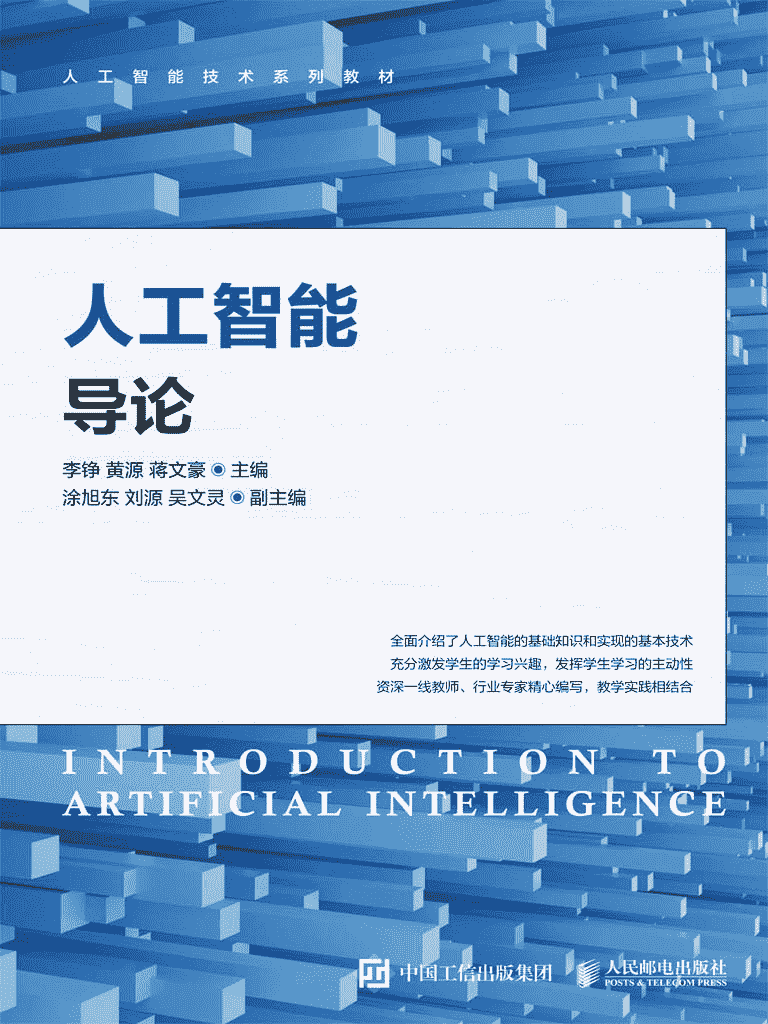 人工智能技术系列教材
人工智能
导论
李铮 黄源 蒋文豪 ◉ 主编
涂旭东 刘源 吴文灵 ◉ 副主编
全面介绍了人工智能的基础知识和实现的基本技术
充分激发学生的学习兴趣，发挥学生学习的主动性
资深一线教师、行业专家精心编写，教学实践相结合
INTRODUCTION TO
ARTIFICIAL INTELLIGENCE
中国工信出版集团
人民邮电出版社
POSTS & TELECOM PRESS